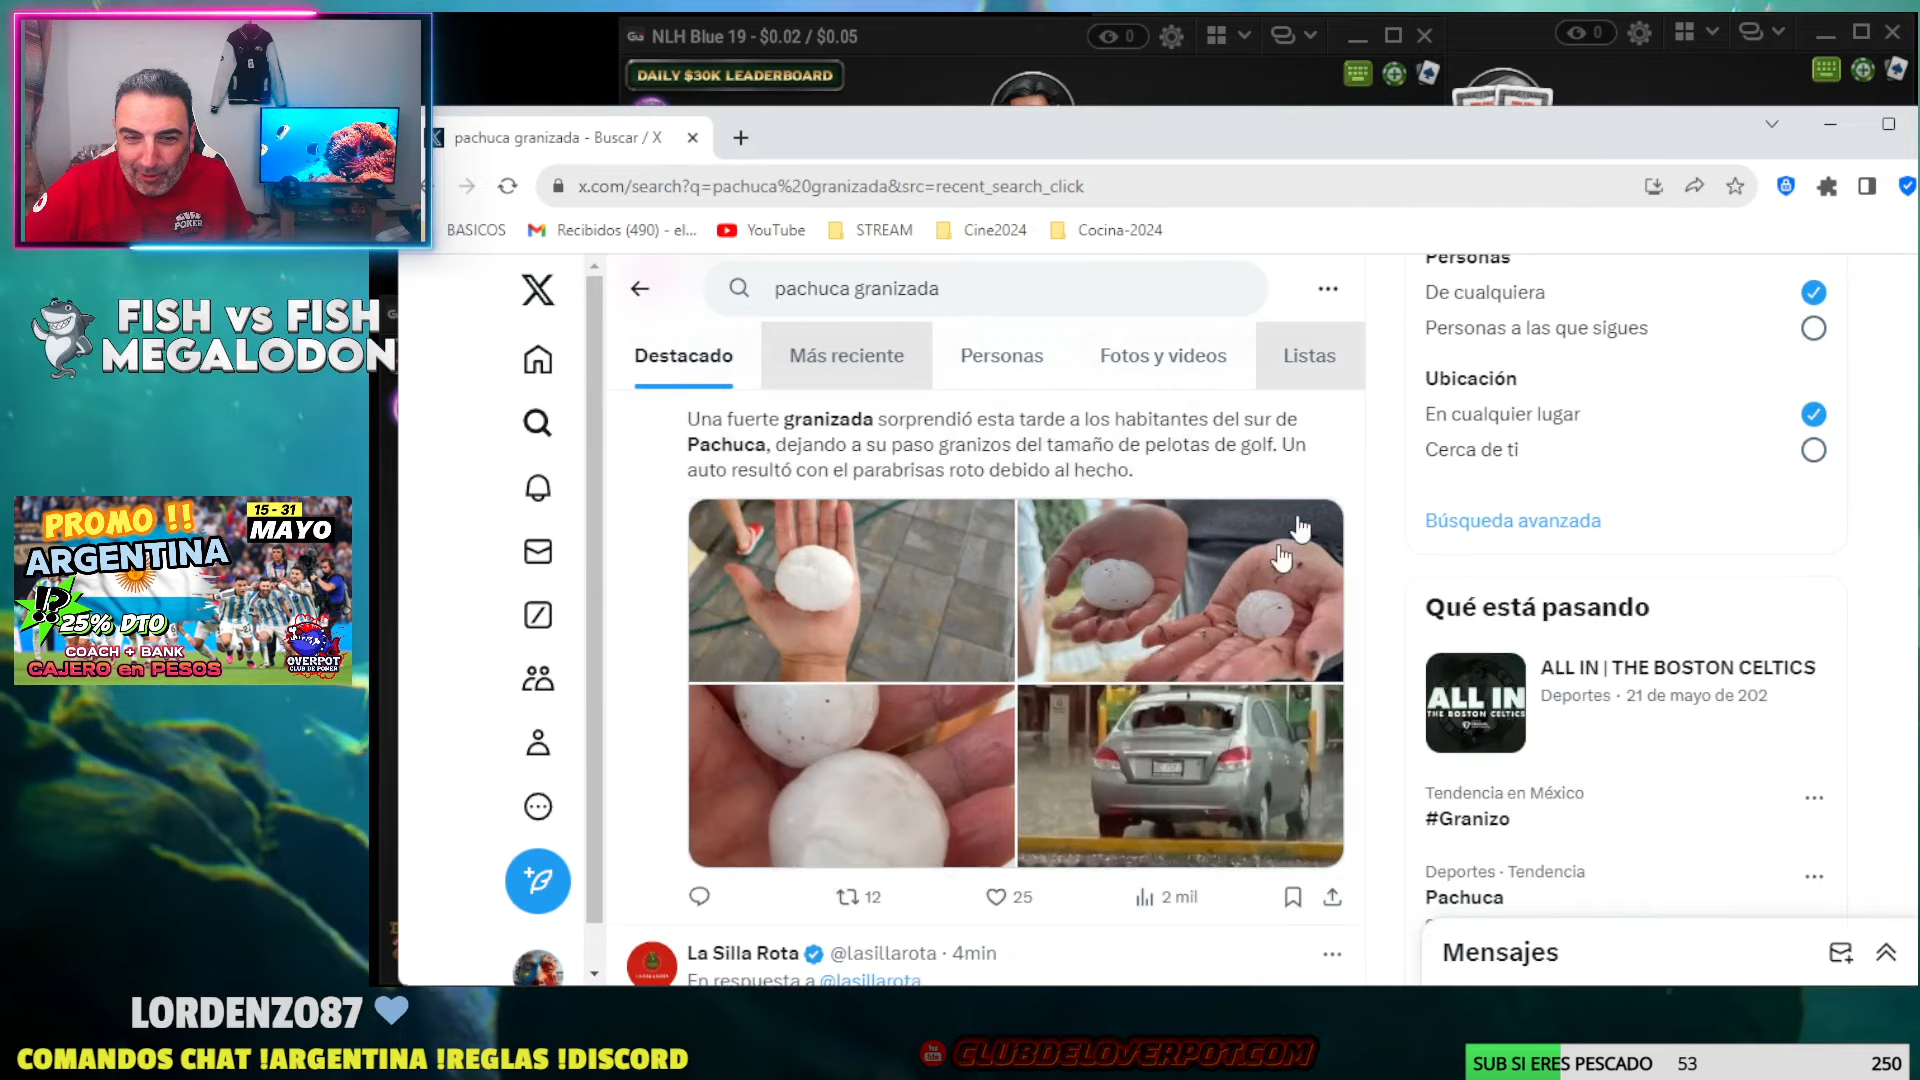 NLH Blue 19 - $0.02 / $0.05
0
0
DAILY $30K LEADERBOARD
pachuca granizada - Buscar / X
x.com/search?q=pachuca%20granizada&src=recent_search_click
BASICOS
Recibidos (490) - el...
YouTube
STREAM
Cine2024
Cocina-2024
POKER
FISH vs FISH
MEGALODON
PROMO !!
ARGENTINA
15 - 31
MAYO
25% DTO
COACH + BANK
CAJERO en PESOS
OVERPOT
CLUB DE POKER
pachuca granizada
Destacado
Más reciente
Personas
Fotos y videos
Listas
Una fuerte granizada sorprendió esta tarde a los habitantes del sur de
Pachuca, dejando a su paso granizos del tamaño de pelotas de golf. Un
auto resultó con el parabrisas roto debido al hecho.
12
25
2 mil
La Silla Rota @lasillarota · 4min
En respuesta a @lasillarota
Personas
De cualquiera
Personas a las que sigues
Ubicación
En cualquier lugar
Cerca de ti
Búsqueda avanzada
Qué está pasando
ALL IN
THE BOSTON CELTICS
ALL IN | THE BOSTON CELTICS
Deportes · 21 de mayo de 202
Tendencia en México
#Granizo
Deportes · Tendencia
Pachuca
Mensajes
LORDENZO87
COMANDOS CHAT !ARGENTINA !REGLAS !DISCORD
CLUBDELOVERPOT.COM
SUB SI ERES PESCADO
53
250